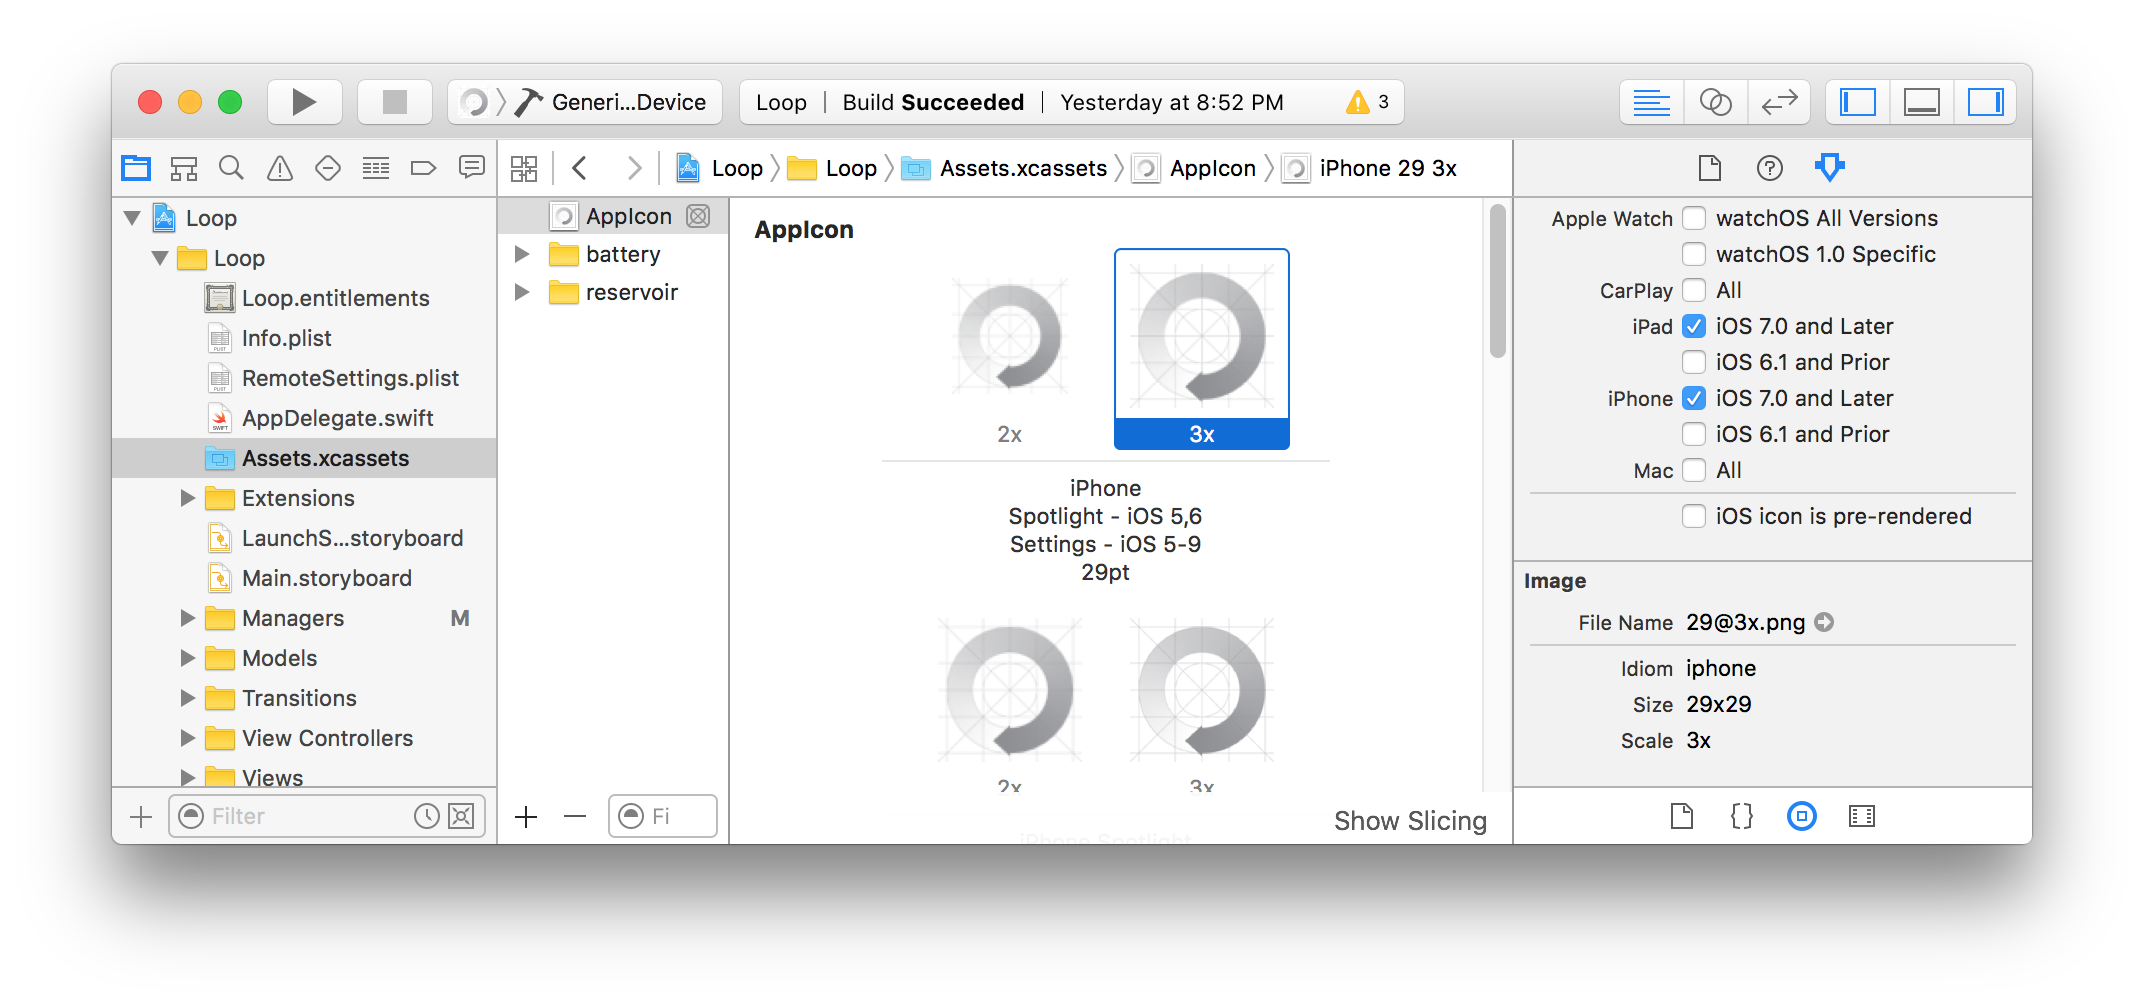 Generi...Device
Loop | Build Succeeded | Yesterday at 8:52 PM 3
Loop Loop Assets.xcassets AppIcon iPhone 29 3x
Loop
Loop
Loop.entitlements
Info.plist
RemoteSettings.plist
AppDelegate.swift
Assets.xcassets
Extensions
LaunchS...storyboard
Main.storyboard
Managers M
Models
Transitions
View Controllers
Views
Filter
AppIcon
battery
reservoir
Fi
AppIcon
2x 3x
iPhone
Spotlight - iOS 5,6
Settings - iOS 5-9
29pt
2x 3x
iPhone Spotlight
Show Slicing
Apple Watch watchOS All Versions
watchOS 1.0 Specific
CarPlay All
iPad iOS 7.0 and Later
iOS 6.1 and Prior
iPhone iOS 7.0 and Later
iOS 6.1 and Prior
Mac All
iOS icon is pre-rendered
Image
File Name 29@3x.png
Idiom iphone
Size 29x29
Scale 3x